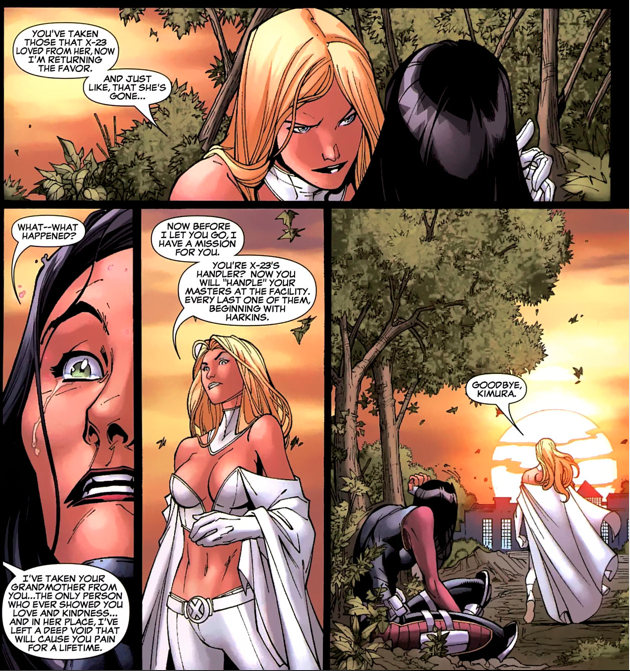 YOU'VE TAKEN
THOSE THAT X-23
LOVED FROM HER, NOW
I'M RETURNING
THE FAVOR.
AND JUST
LIKE, THAT SHE'S
GONE...
WHAT--WHAT
HAPPENED?
I'VE TAKEN YOUR
GRANDMOTHER FROM
YOU...THE ONLY PERSON
WHO EVER SHOWED YOU
LOVE AND KINDNESS...
AND IN HER PLACE, I'VE
LEFT A DEEP VOID THAT
WILL CAUSE YOU PAIN
FOR A LIFETIME.
NOW BEFORE
I LET YOU GO, I
HAVE A MISSION
FOR YOU.
YOU'RE X-23'S
HANDLER? NOW YOU
WILL "HANDLE" YOUR
MASTERS AT THE FACILITY.
EVERY LAST ONE OF THEM,
BEGINNING WITH
HARKINS.
GOODBYE,
KIMURA.